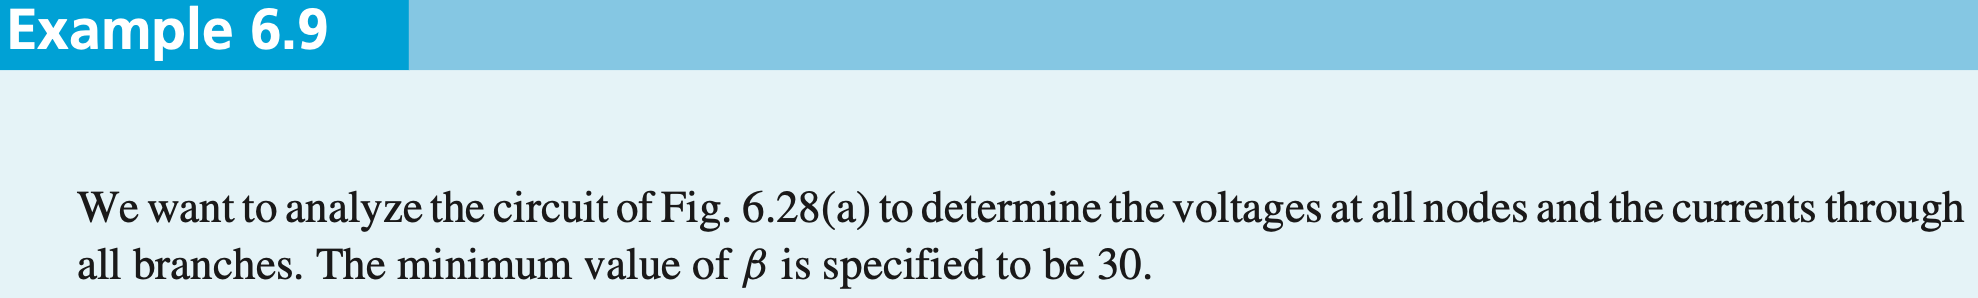 Example 6.9
We want to analyze the circuit of Fig. 6.28(a) to determine the voltages at all nodes and the currents through
all branches. The minimum value of β is specified to be 30.